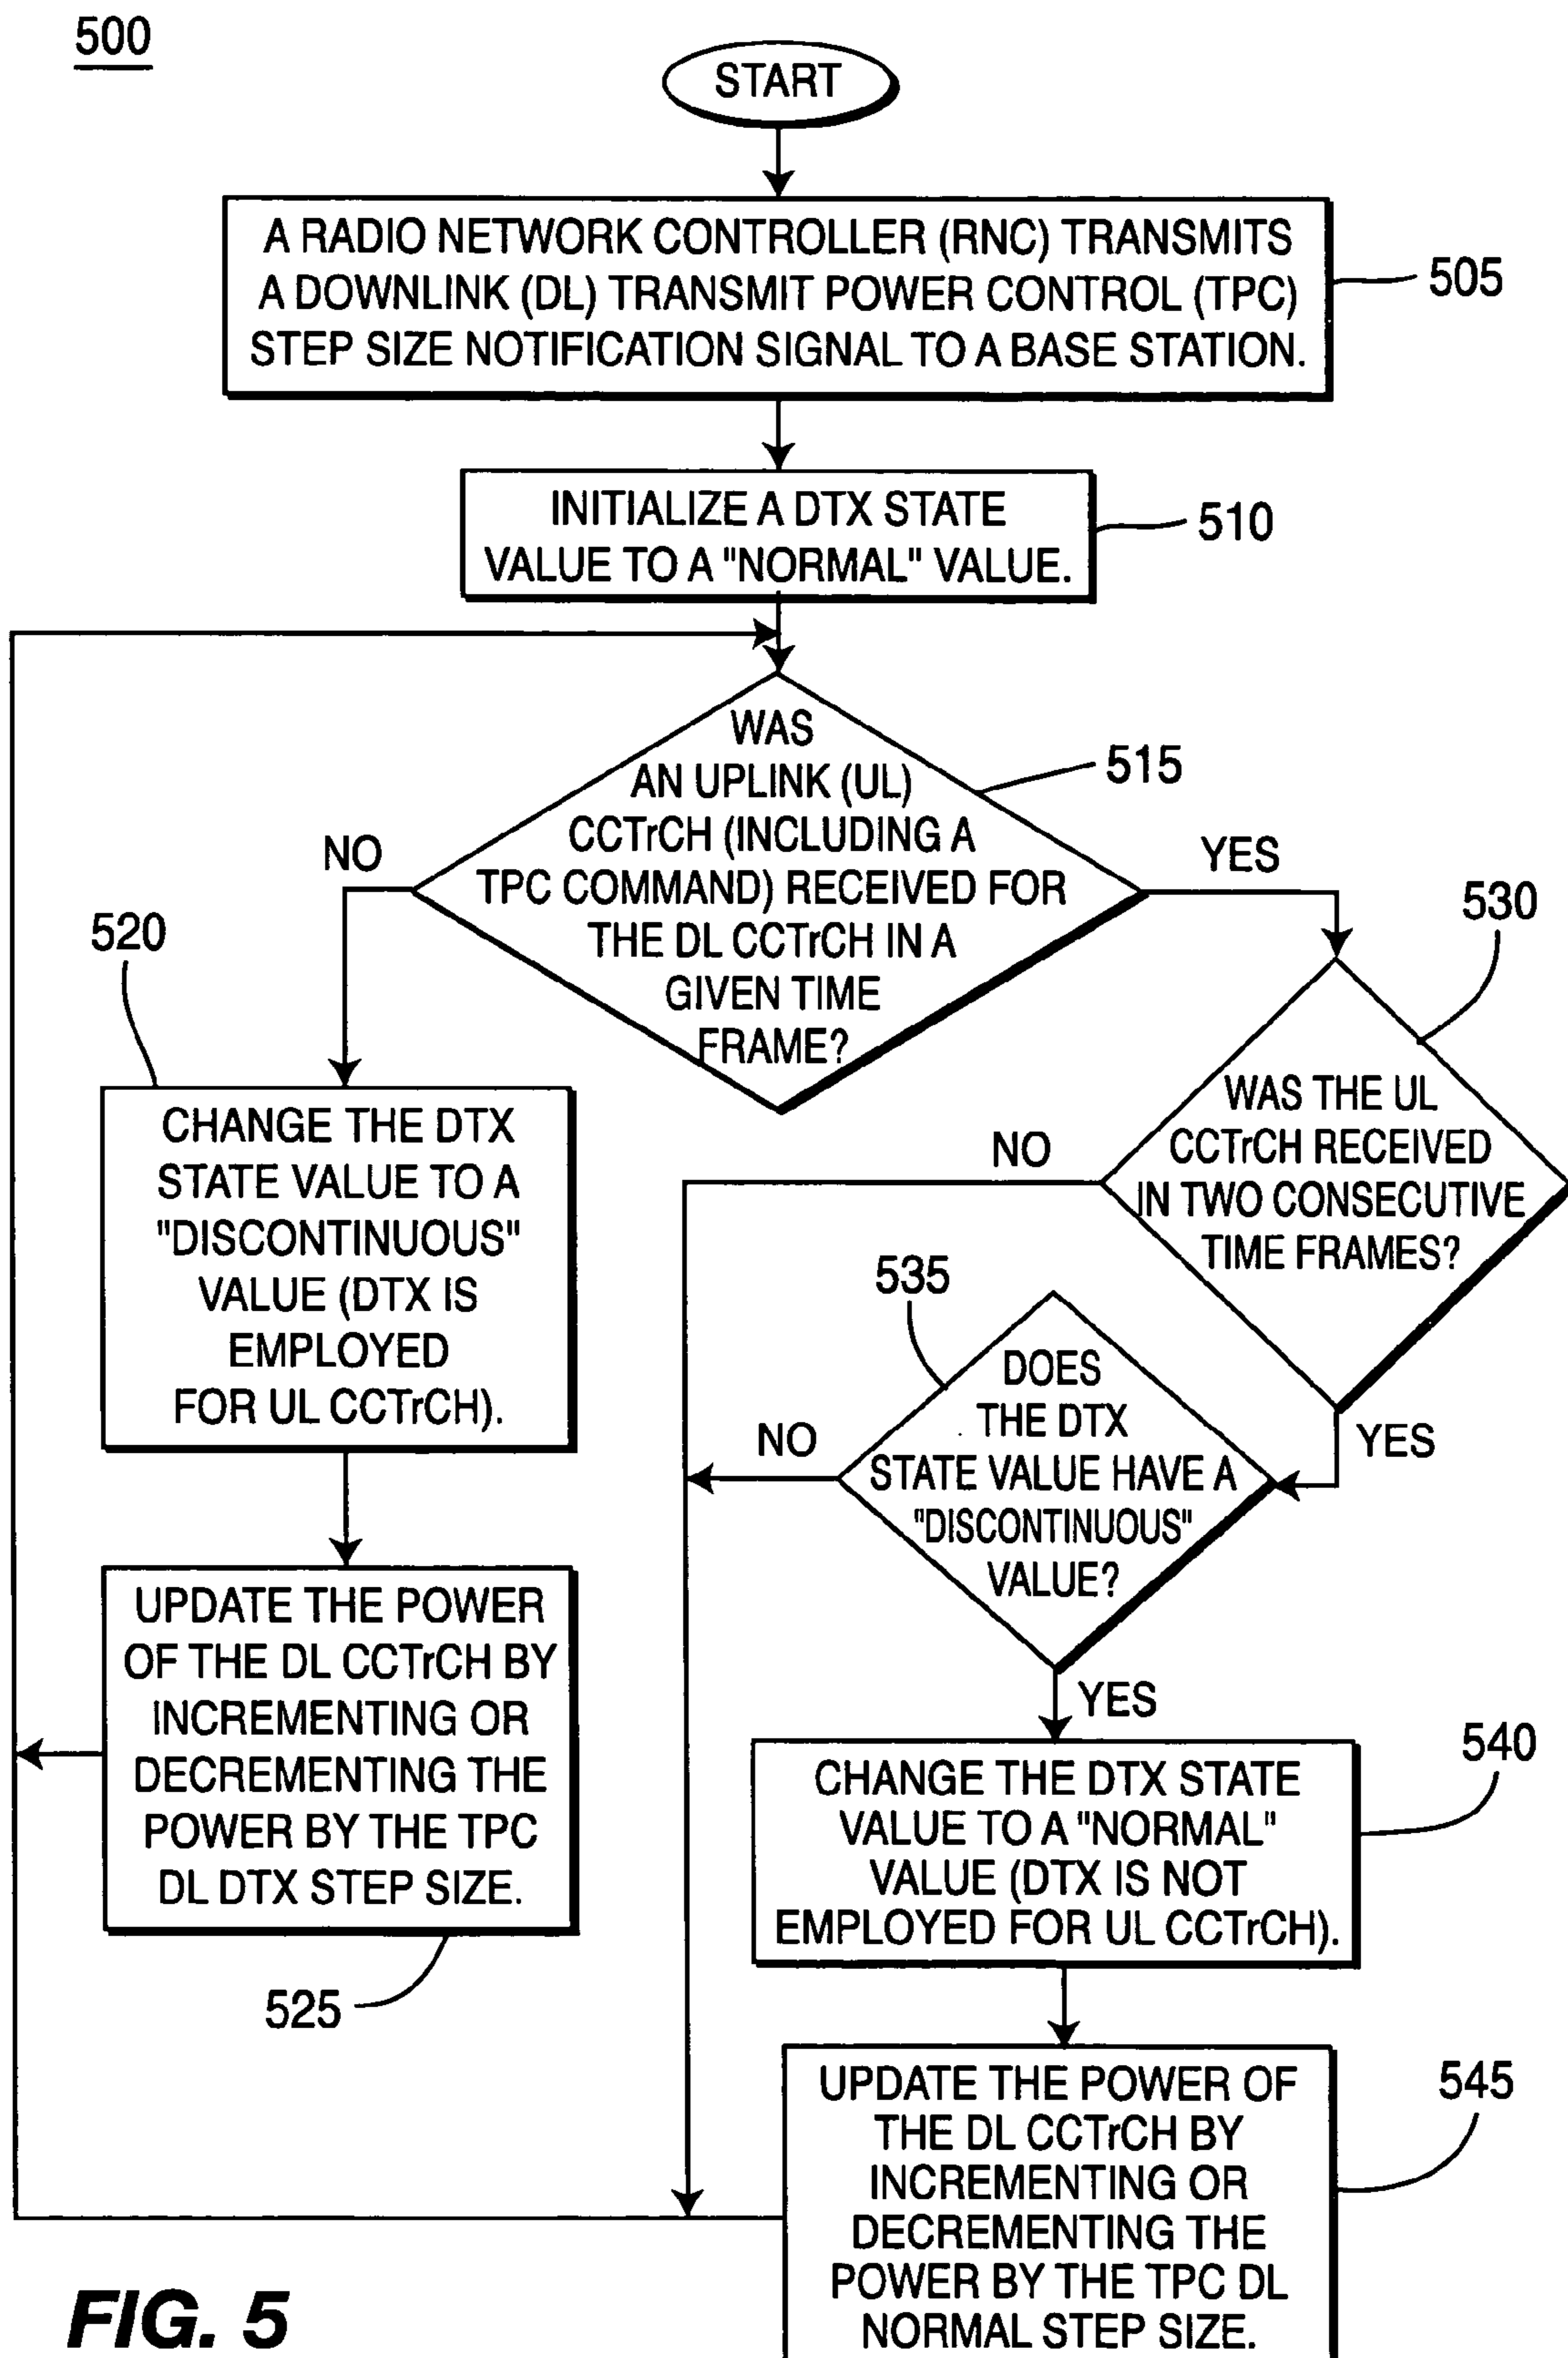 500
START
A RADIO NETWORK CONTROLLER (RNC) TRANSMITS
A DOWNLINK (DL) TRANSMIT POWER CONTROL (TPC)
STEP SIZE NOTIFICATION SIGNAL TO A BASE STATION.
505
INITIALIZE A DTX STATE
VALUE TO A "NORMAL" VALUE.
510
WAS
AN UPLINK (UL)
CCTrCH (INCLUDING A
TPC COMMAND) RECEIVED FOR
THE DL CCTrCH IN A
GIVEN TIME
FRAME?
515
NO
YES
520
CHANGE THE DTX
STATE VALUE TO A
"DISCONTINUOUS"
VALUE (DTX IS
EMPLOYED
FOR UL CCTrCH).
530
WAS THE UL
CCTrCH RECEIVED
IN TWO CONSECUTIVE
TIME FRAMES?
NO
YES
535
DOES
THE DTX
STATE VALUE HAVE A
"DISCONTINUOUS"
VALUE?
NO
YES
UPDATE THE POWER
OF THE DL CCTrCH BY
INCREMENTING OR
DECREMENTING THE
POWER BY THE TPC
DL DTX STEP SIZE.
525
CHANGE THE DTX STATE
VALUE TO A "NORMAL"
VALUE (DTX IS NOT
EMPLOYED FOR UL CCTrCH).
540
UPDATE THE POWER OF
THE DL CCTrCH BY
INCREMENTING OR
DECREMENTING THE
POWER BY THE TPC DL
NORMAL STEP SIZE.
545
FIG. 5